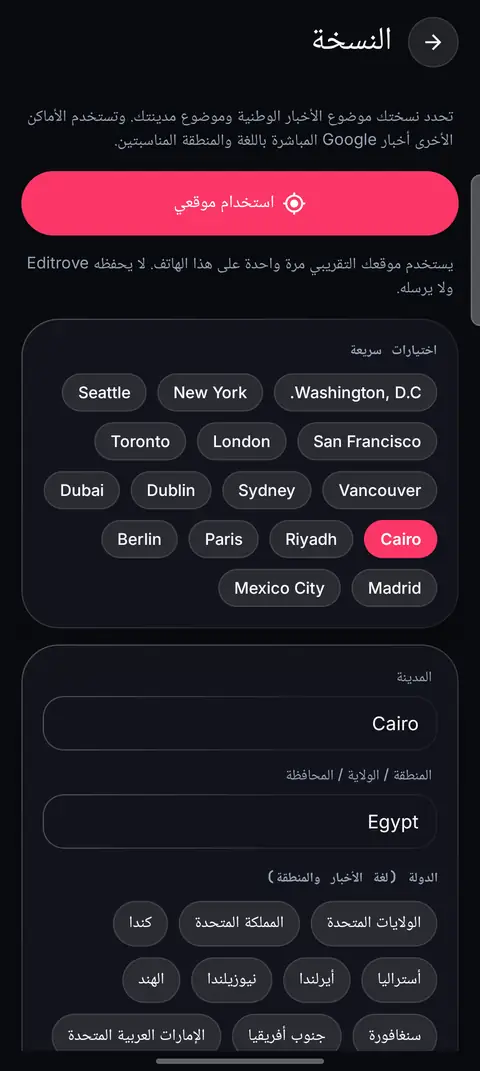 النسخة
تحدد نسختك موضوع الأخبار الوطنية وموضوع مدينتك. وتستخدم الأماكن
الأخرى أخبار Google المباشرة باللغة والمنطقة المناسبتين.
استخدام موقعي
يستخدم موقعك التقريبي مرة واحدة على هذا الهاتف. لا يحفظه Editrove
ولا يرسله.
اختيارات سريعة
Washington, D.C. New York Seattle
San Francisco London Toronto
Vancouver Sydney Dublin Dubai
Cairo Riyadh Paris Berlin
Madrid Mexico City
المدينة
Cairo
المنطقة / الولاية / المحافظة
Egypt
الدولة (لغة الأخبار والمنطقة)
الولايات المتحدة المملكة المتحدة كندا
أستراليا أيرلندا نيوزيلندا الهند
سنغافورة جنوب أفريقيا الإمارات العربية المتحدة